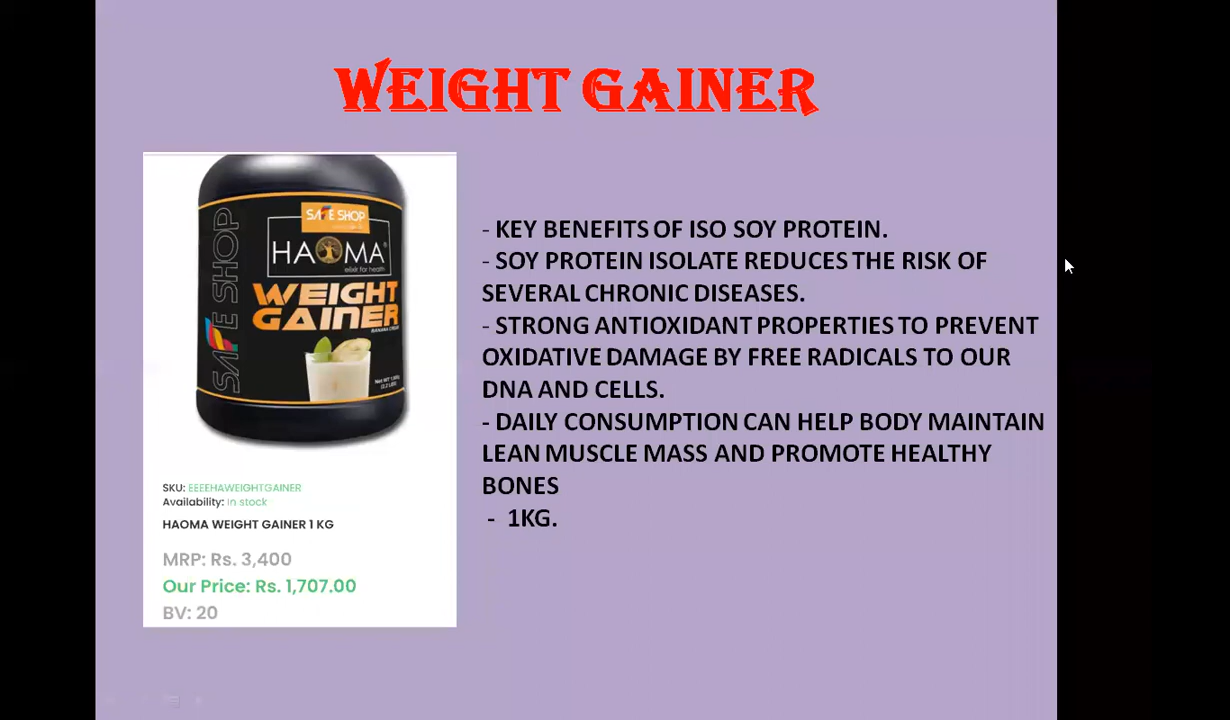 WEIGHT GAINER
SAFE SHOP
HAOMA®
elixir for health
SAFE SHOP
WEIGHT
GAINER
BANANA CREAM
SKU: EEEEHAWEIGHTGAINER
Availability: In stock
HAOMA WEIGHT GAINER 1 KG
MRP: Rs. 3,400
Our Price: Rs. 1,707.00
BV: 20
- KEY BENEFITS OF ISO SOY PROTEIN.
- SOY PROTEIN ISOLATE REDUCES THE RISK OF
SEVERAL CHRONIC DISEASES.
- STRONG ANTIOXIDANT PROPERTIES TO PREVENT
OXIDATIVE DAMAGE BY FREE RADICALS TO OUR
DNA AND CELLS.
- DAILY CONSUMPTION CAN HELP BODY MAINTAIN
LEAN MUSCLE MASS AND PROMOTE HEALTHY
BONES
- 1KG.